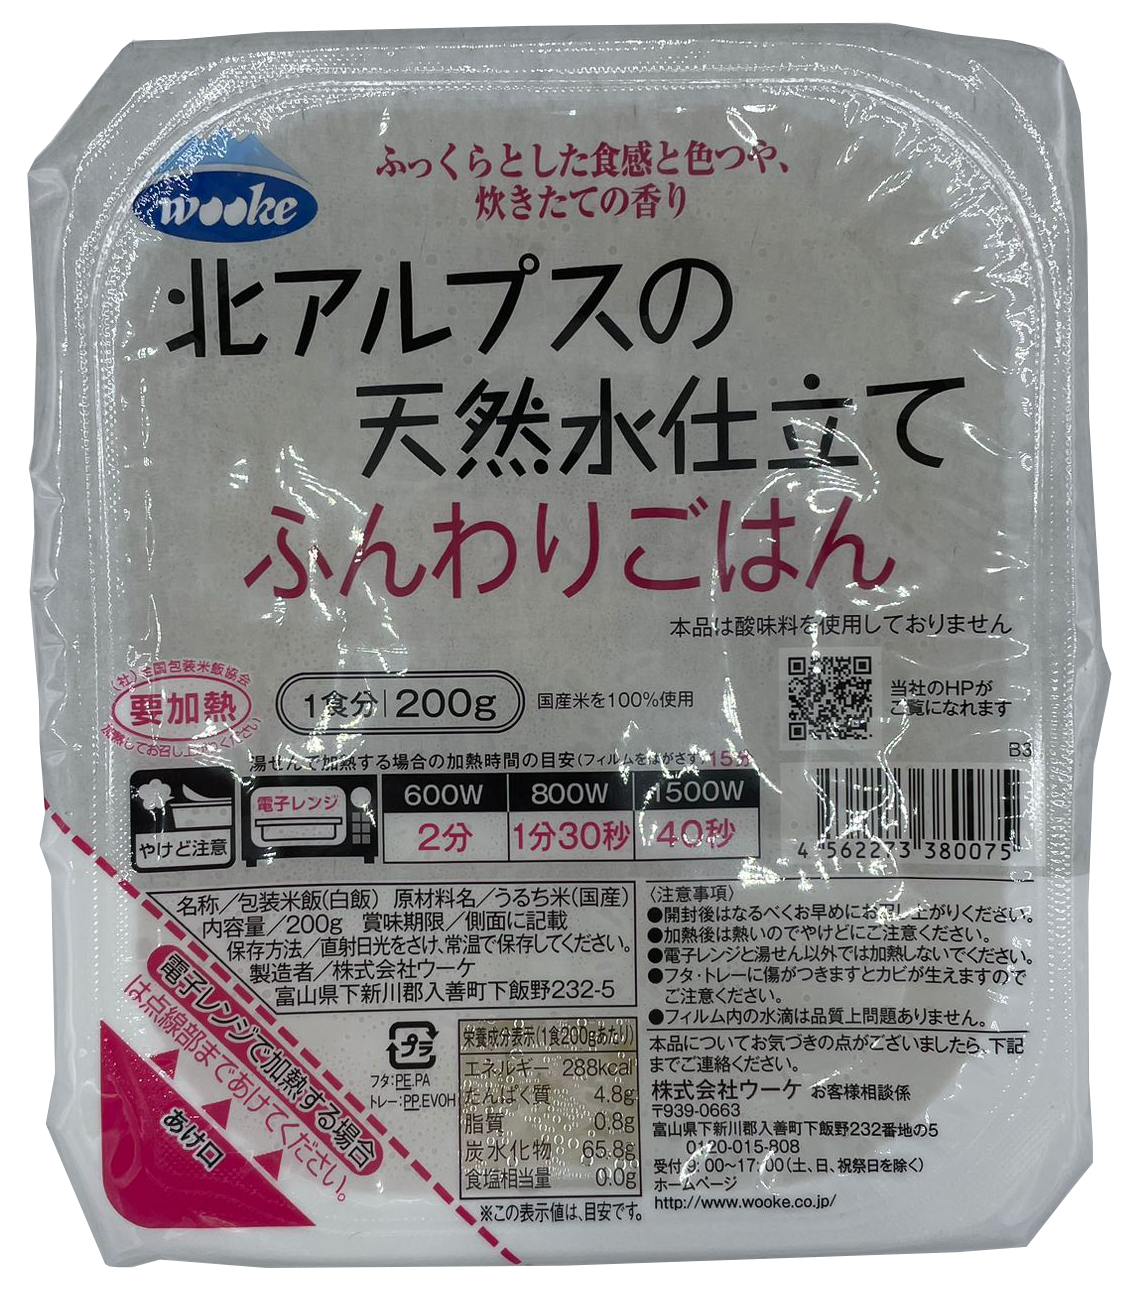 wooke
ふっくらとした食感と色つや、
炊きたての香り
北アルプスの
天然水仕立て
ふんわりごはん
本品は酸味料を使用しておりません
(社)全国包装米飯協会
要加熱
加熱してお召し上がりください
1食分 200g
国産米を100%使用
当社のHPが
ご覧になれます
B3
湯せんで加熱する場合の加熱時間の目安(フィルムをはがさず)15分
やけど注意
電子レンジ
600W 800W 1500W
2分 1分30秒 40秒
4 562273 380075
名称/包装米飯(白飯) 原材料名/うるち米(国産)
内容量/200g 賞味期限/側面に記載
保存方法/直射日光をさけ、常温で保存してください。
製造者/株式会社ウーケ
富山県下新川郡入善町下飯野232-5
〈注意事項〉
●開封後はなるべくお早めにお召し上がりください。
●加熱後は熱いのでやけどにご注意ください。
●電子レンジと湯せん以外では加熱しないでください。
●フタ・トレーに傷がつきますとカビが生えますので
ご注意ください。
●フィルム内の水滴は品質上問題ありません。
本品についてお気づきの点がございましたら、下記
までご連絡ください。
株式会社ウーケ お客様相談係
〒939-0663
富山県下新川郡入善町下飯野232番地の5
0120-015-808
受付9:00~17:00(土、日、祝祭日を除く)
ホームページ
http://www.wooke.co.jp/
電子レンジで加熱する場合
は点線部まであけてください。
あけ口
プラ
フタ:PE,PA
トレー:PP,EVOH
栄養成分表示(1食200gあたり)
エネルギー 288kcal
たんぱく質 4.8g
脂質 0.8g
炭水化物 65.8g
食塩相当量 0.0g
※この表示値は、目安です。